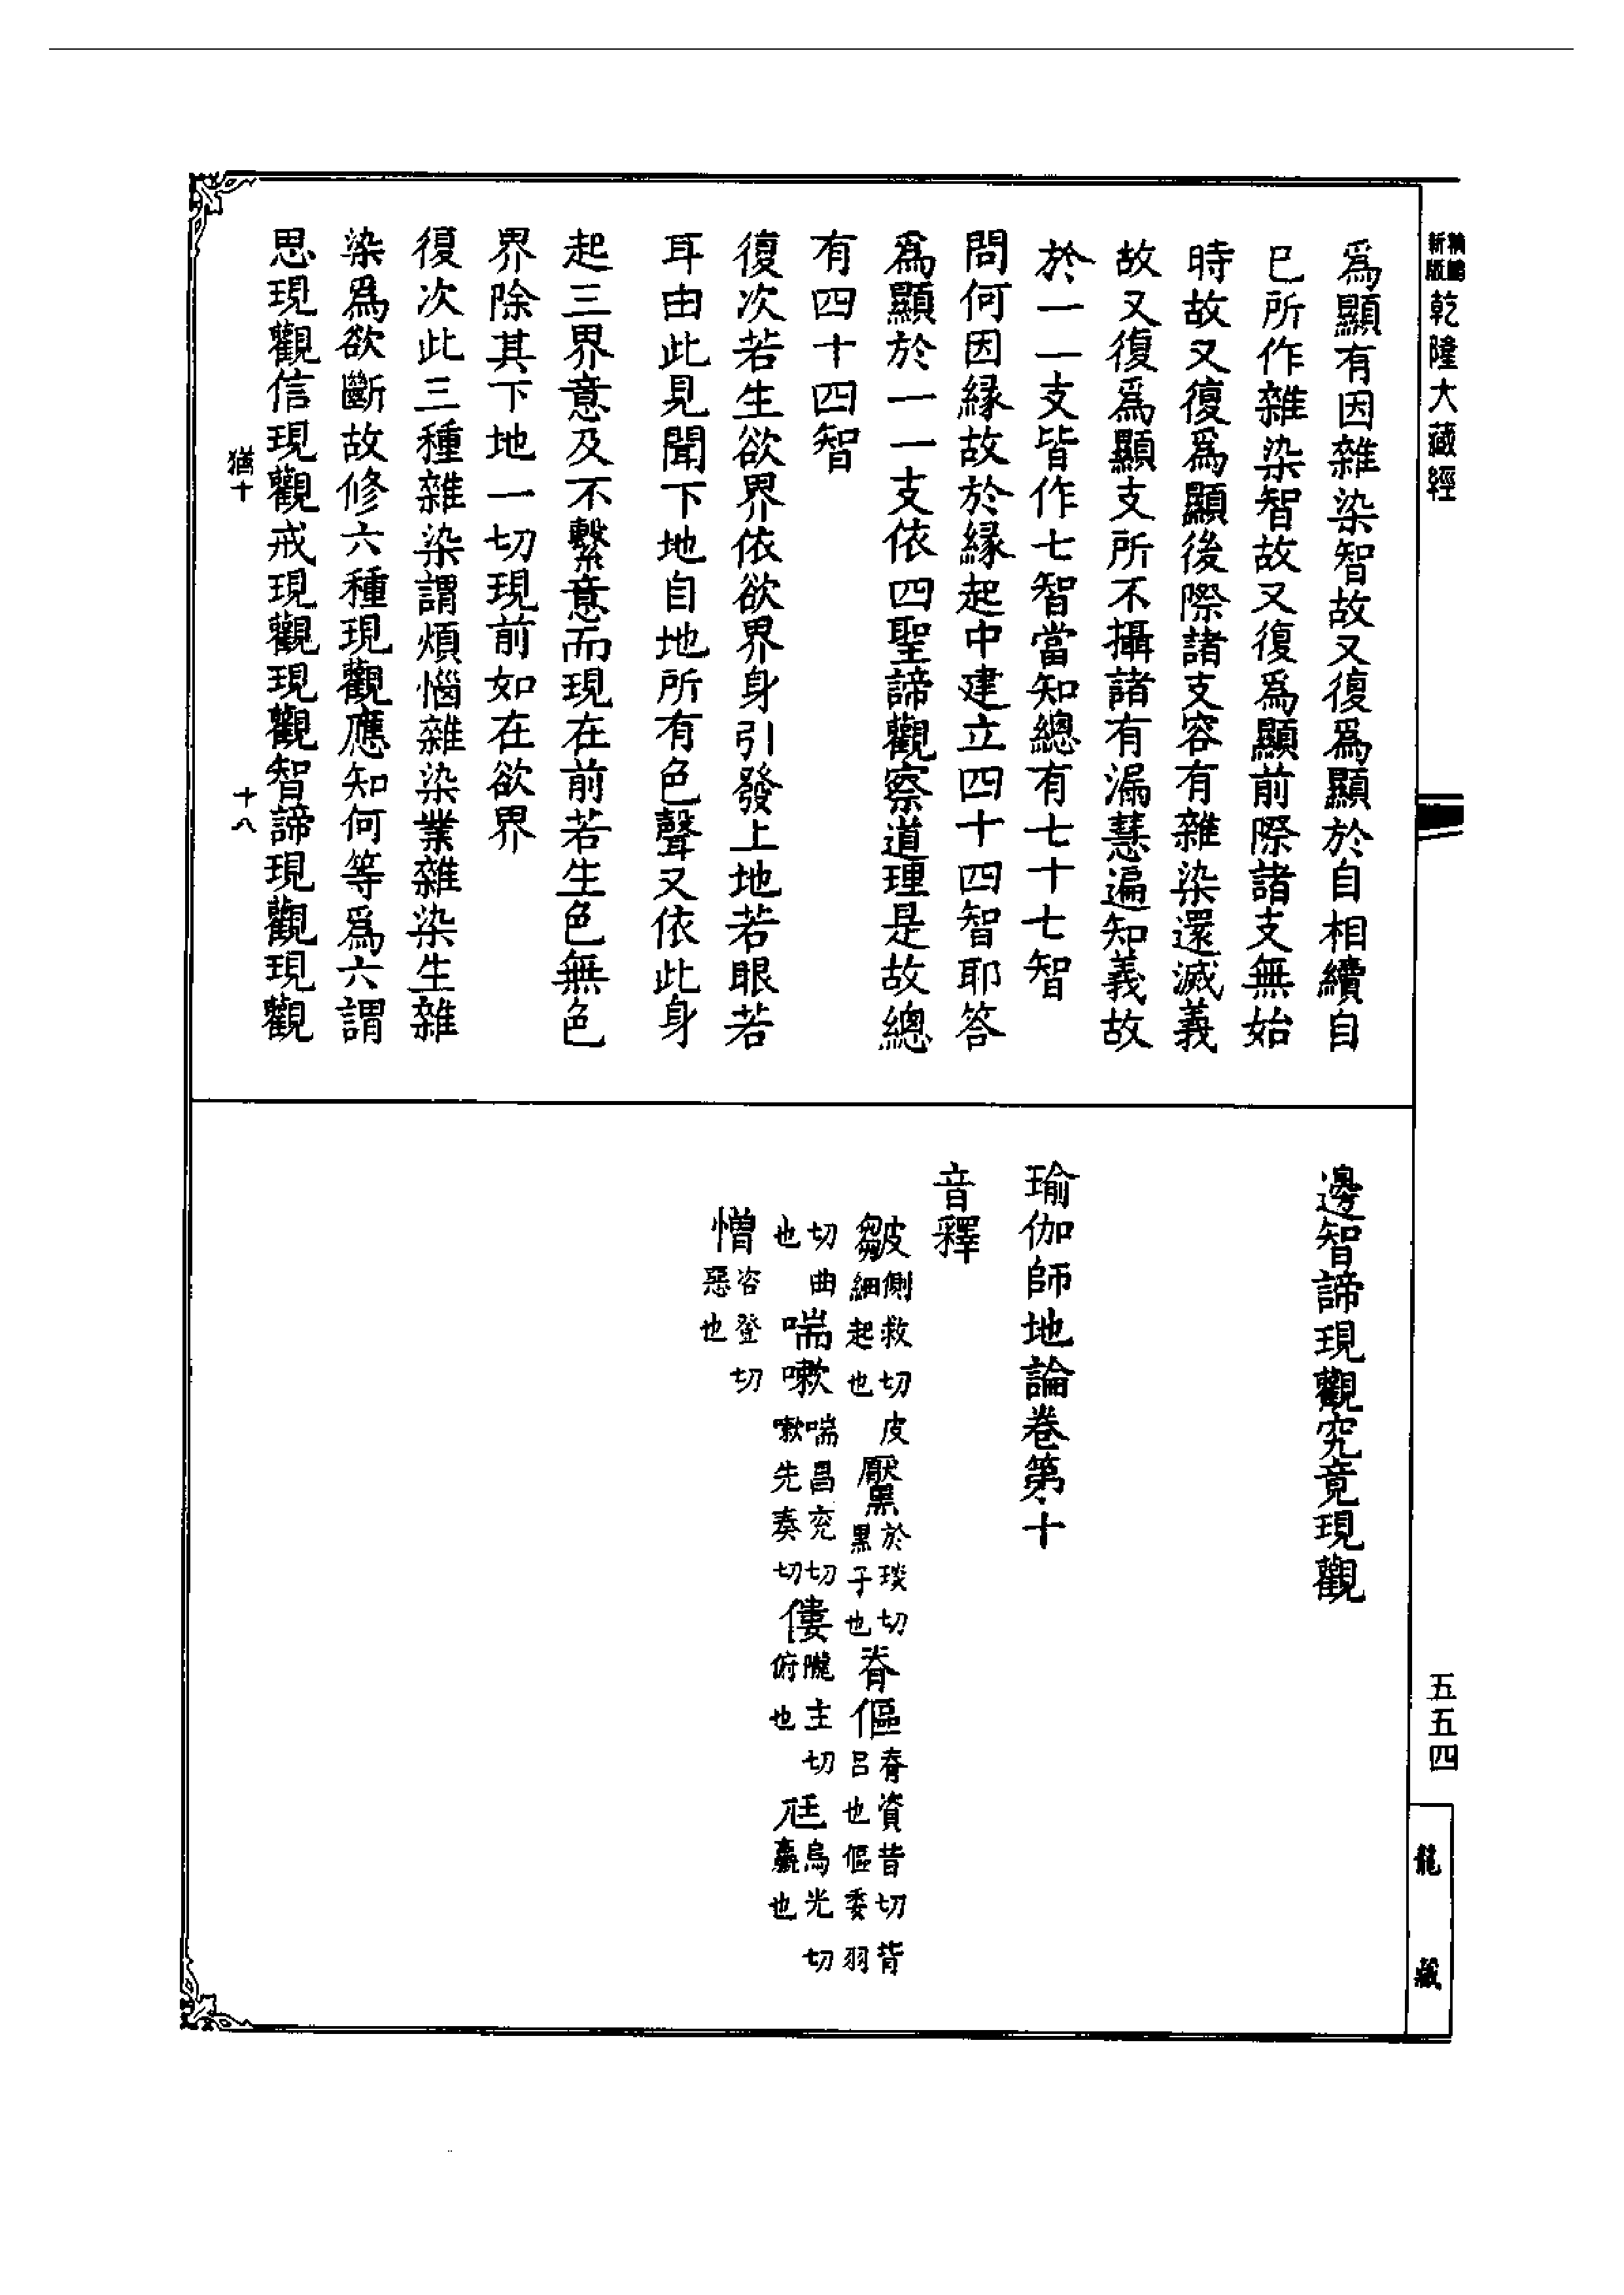 新版
乾隆大藏經
為顯有因雜染智故又復為顯於自相續自
已所作雜染智故又復為顯前際諸支無始
時故又復為顯後際諸支容有雜染還滅義
故又復為顯支所不攝諸有漏慧遍知義故
於一一支皆作七智當知總有七十七智
問何因緣故於緣起中建立四十四智耶答
為顯於一一支依四聖諦觀察道理是故總
有四十四智
復次若生欲界依欲界身引發上地若眼若
耳由此見聞下地自地所有色聲又依此身
起三界意及不繫意而現在前若生色無色
界除其下地一切現前如在欲界
復次此三種雜染謂煩惱雜染業雜染生雜
染為欲斷故修六種現觀應知何等為六謂
思現觀信現觀戒現觀現觀智諦現觀現觀
猶十
十八
邊智諦現觀究竟現觀
瑜伽師地論卷第十
音釋
皺側救切皮細起也黶於琰切黑子也脊傴脊資昔切背呂也傴委羽
切曲也喘嗽喘昌兖切嗽先奏切僂隴主切俯也尫烏光切羸也
憎咨登切惡也
五五四
龍藏